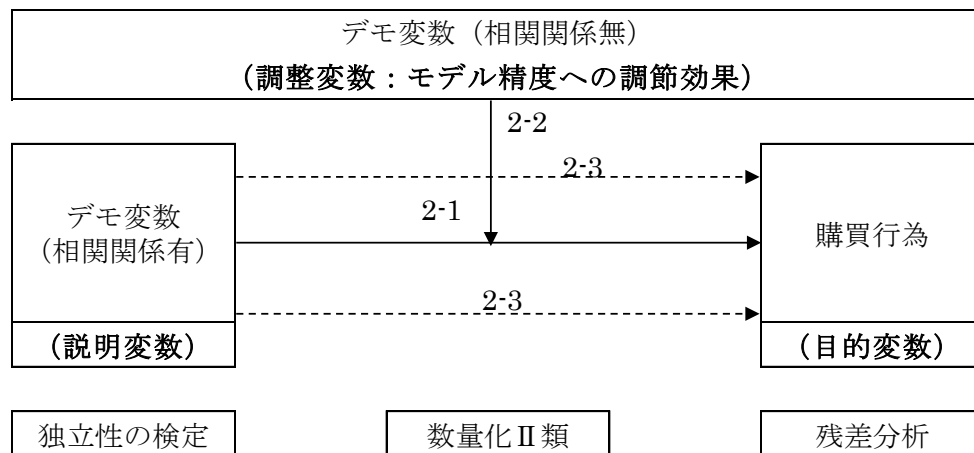 デモ変数（相関関係無）
（調整変数：モデル精度への調節効果）
2-2
2-3
デモ変数
（相関関係有）
2-1
購買行為
2-3
（説明変数）
（目的変数）
独立性の検定
数量化Ⅱ類
残差分析